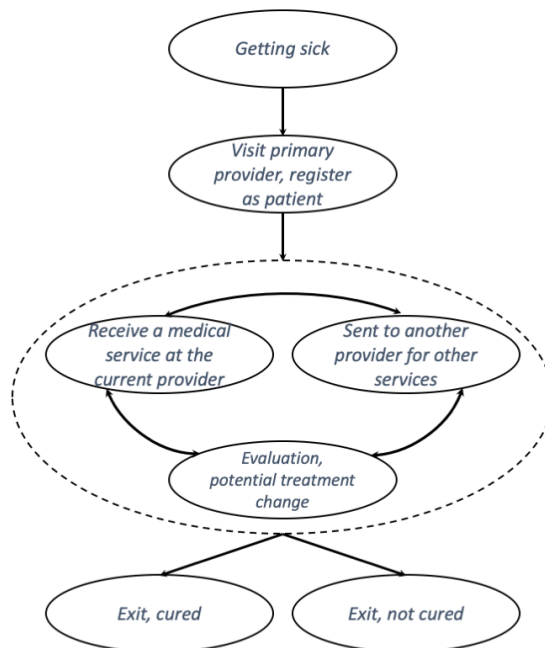 Getting sick
Visit primary
provider, register
as patient
Receive a medical
service at the
current provider
Sent to another
provider for other
services
Evaluation,
potential treatment
change
Exit, cured
Exit, not cured